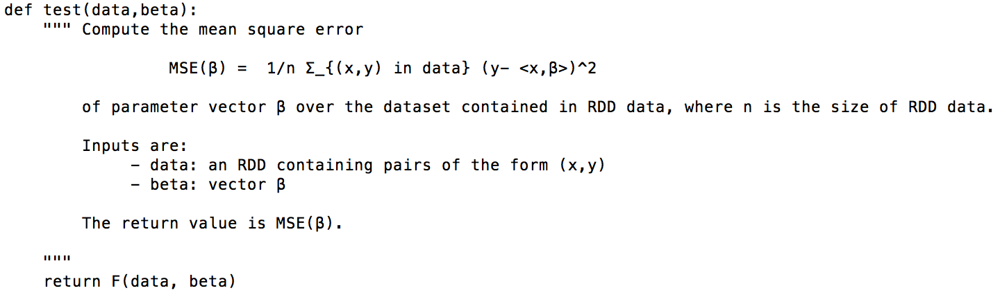 def test(data,beta):
    """ Compute the mean square error
             MSE(β) =  1/n Σ_{(x,y) in data} (y- <x,β>)^2
        of parameter vector β over the dataset contained in RDD data, where n is the size of RDD data.
        Inputs are:
             - data: an RDD containing pairs of the form (x,y)
             - beta: vector β
        The return value is MSE(β).
    """
    return F(data, beta)